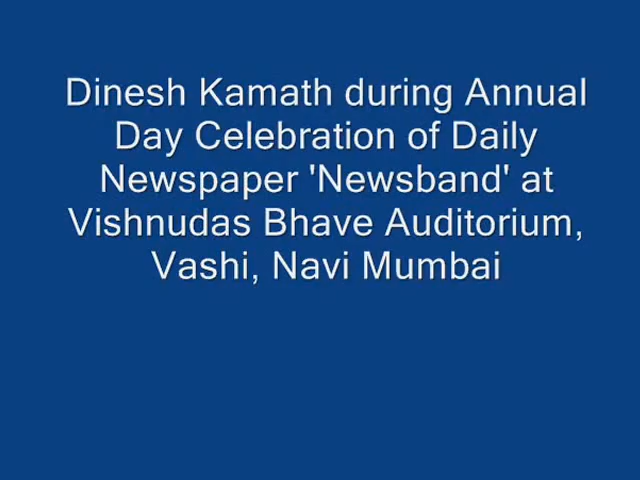 Dinesh Kamath during Annual
Day Celebration of Daily
Newspaper 'Newsband' at
Vishnudas Bhave Auditorium,
Vashi, Navi Mumbai